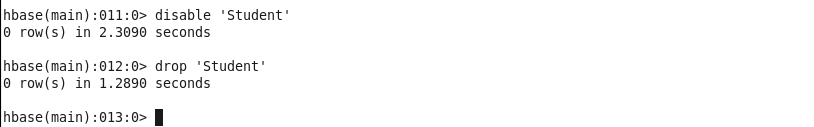 hbase(main):011:0> disable 'Student'
0 row(s) in 2.3090 seconds
hbase(main):012:0> drop 'Student'
0 row(s) in 1.2890 seconds
hbase(main):013:0>